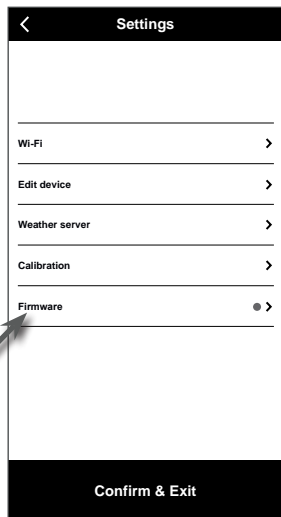 Settings
Wi-Fi
Edit device
Weather server
Calibration
Firmware
Confirm & Exit